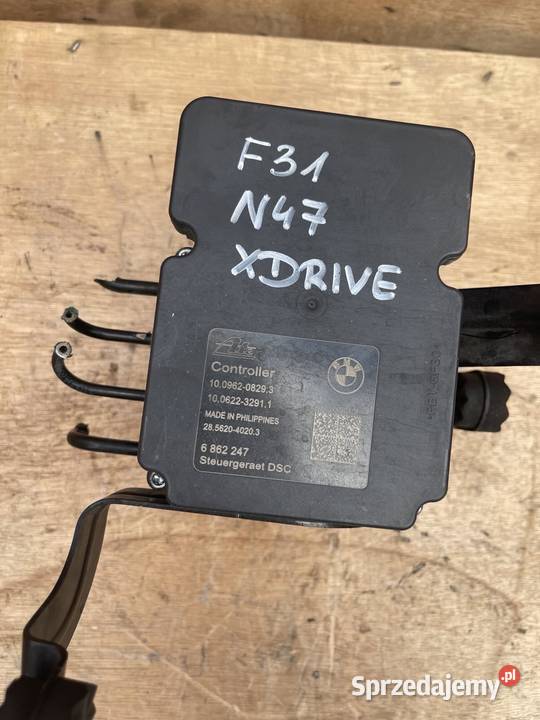 F31
N47
XDRIVE
Ate
Controller
10.0962-0829.3
10.0622-3291.1
MADE IN PHILIPPINES
28.5620-4020.3
6 862 247
Steuergeraet DSC
BMW
Sprzedajemy.pl